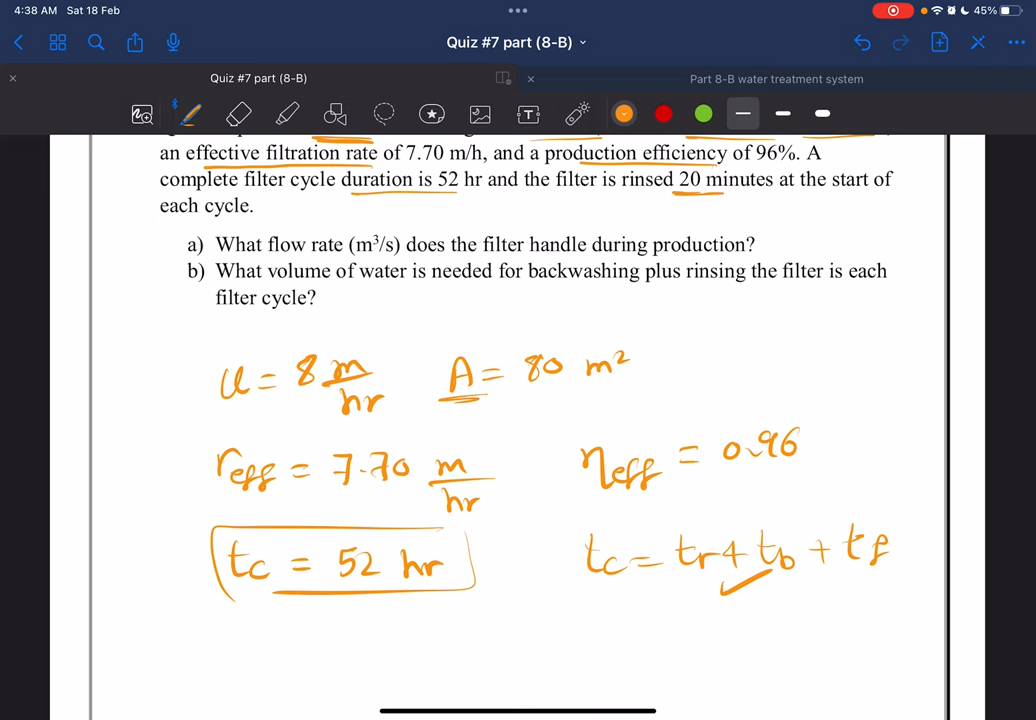 4:38 AM Sat 18 Feb
45%
Quiz #7 part (8-B)
Quiz #7 part (8-B)
Part 8-B water treatment system
an effective filtration rate of 7.70 m/h, and a production efficiency of 96%. A
complete filter cycle duration is 52 hr and the filter is rinsed 20 minutes at the start of
each cycle.
a) What flow rate (m³/s) does the filter handle during production?
b) What volume of water is needed for backwashing plus rinsing the filter is each
filter cycle?
u = 8 m/hr A = 80 m²
reff = 7.70 m/hr ηeff = 0.96
tc = 52 hr tc = tr + tb + tf